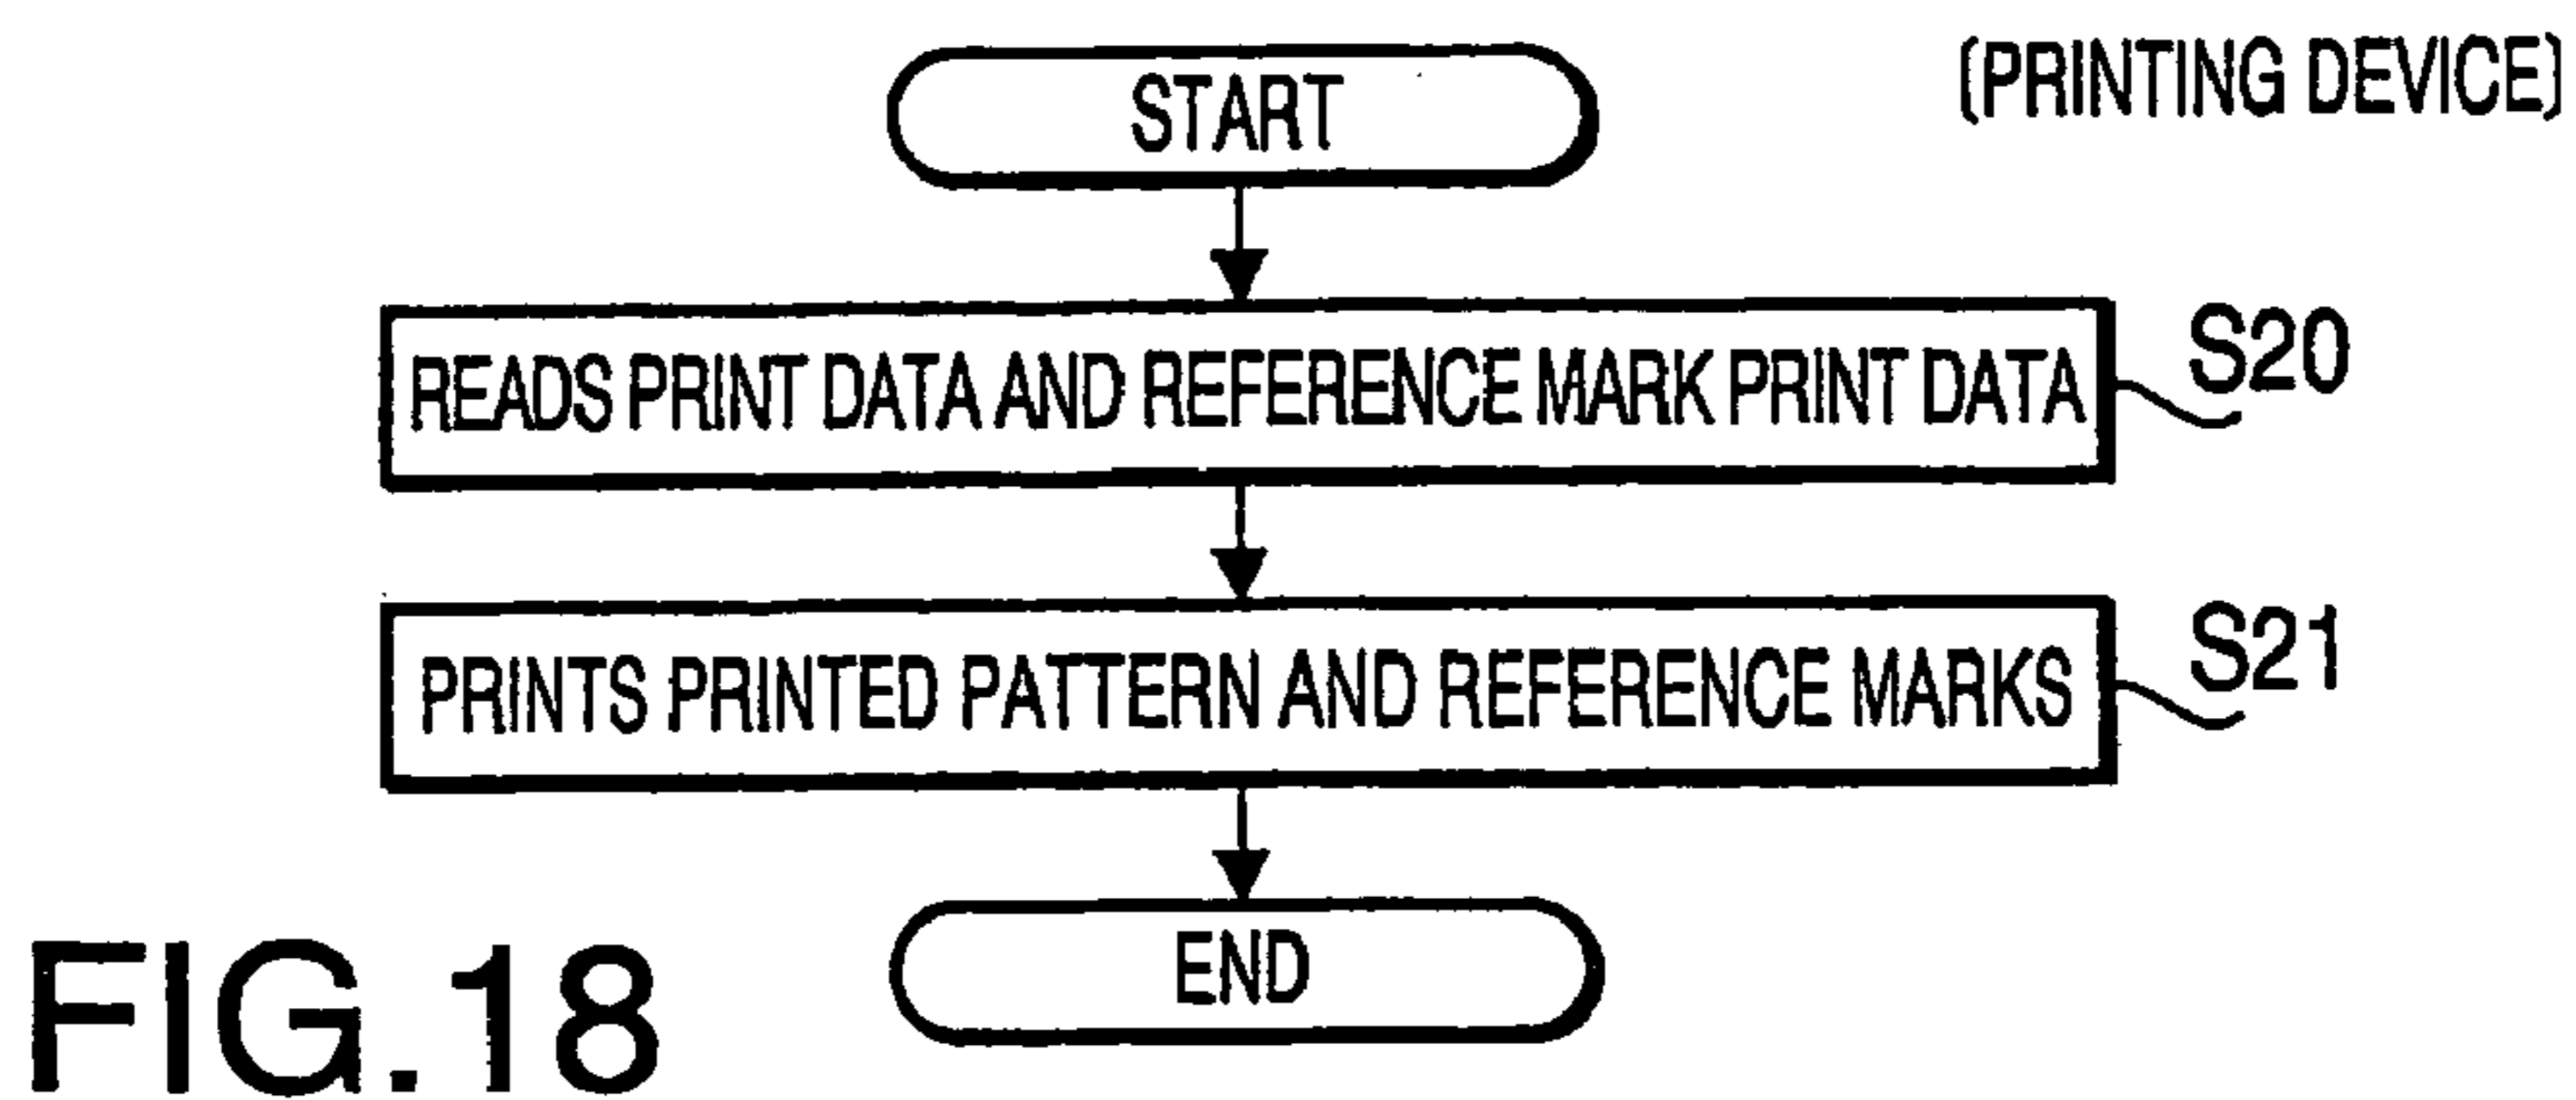 (PRINTING DEVICE)
START
READS PRINT DATA AND REFERENCE MARK PRINT DATA
S20
PRINTS PRINTED PATTERN AND REFERENCE MARKS
S21
END
FIG.18